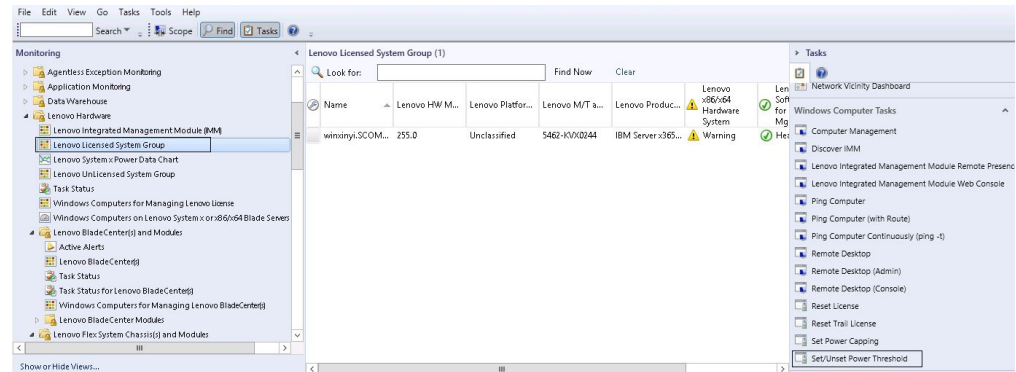 File Edit View Go Tasks Tools Help
Search Scope Find Tasks
Monitoring
Agentless Exception Monitoring
Application Monitoring
Data Warehouse
Lenovo Hardware
Lenovo Integrated Management Module (IMM)
Lenovo Licensed System Group
Lenovo System x Power Data Chart
Lenovo UnLicensed System Group
Task Status
Windows Computers for Managing Lenovo License
Windows Computers on Lenovo System x or x86/x64 Blade Servers
Lenovo BladeCenter(s) and Modules
Active Alerts
Lenovo BladeCenter(s)
Task Status
Task Status for Lenovo BladeCenter(s)
Windows Computers for Managing Lenovo BladeCenter(s)
Lenovo BladeCenter Modules
Lenovo Flex System Chassis(s) and Modules
Show or Hide Views...
Lenovo Licensed System Group (1)
Look for: Find Now Clear
Name Lenovo HW M... Lenovo Platfor... Lenovo M/T a... Lenovo Produc... Lenovo x86/x64 Hardware System Len Soft for Mg
winxinyi.SCOM... 255.0 Unclassified 5462-KVX0244 IBM Server x365... Warning Hea
Tasks
Network Vicinity Dashboard
Windows Computer Tasks
Computer Management
Discover IMM
Lenovo Integrated Management Module Remote Presenc
Lenovo Integrated Management Module Web Console
Ping Computer
Ping Computer (with Route)
Ping Computer Continuously (ping -t)
Remote Desktop
Remote Desktop (Admin)
Remote Desktop (Console)
Reset License
Reset Trail License
Set Power Capping
Set/Unset Power Threshold